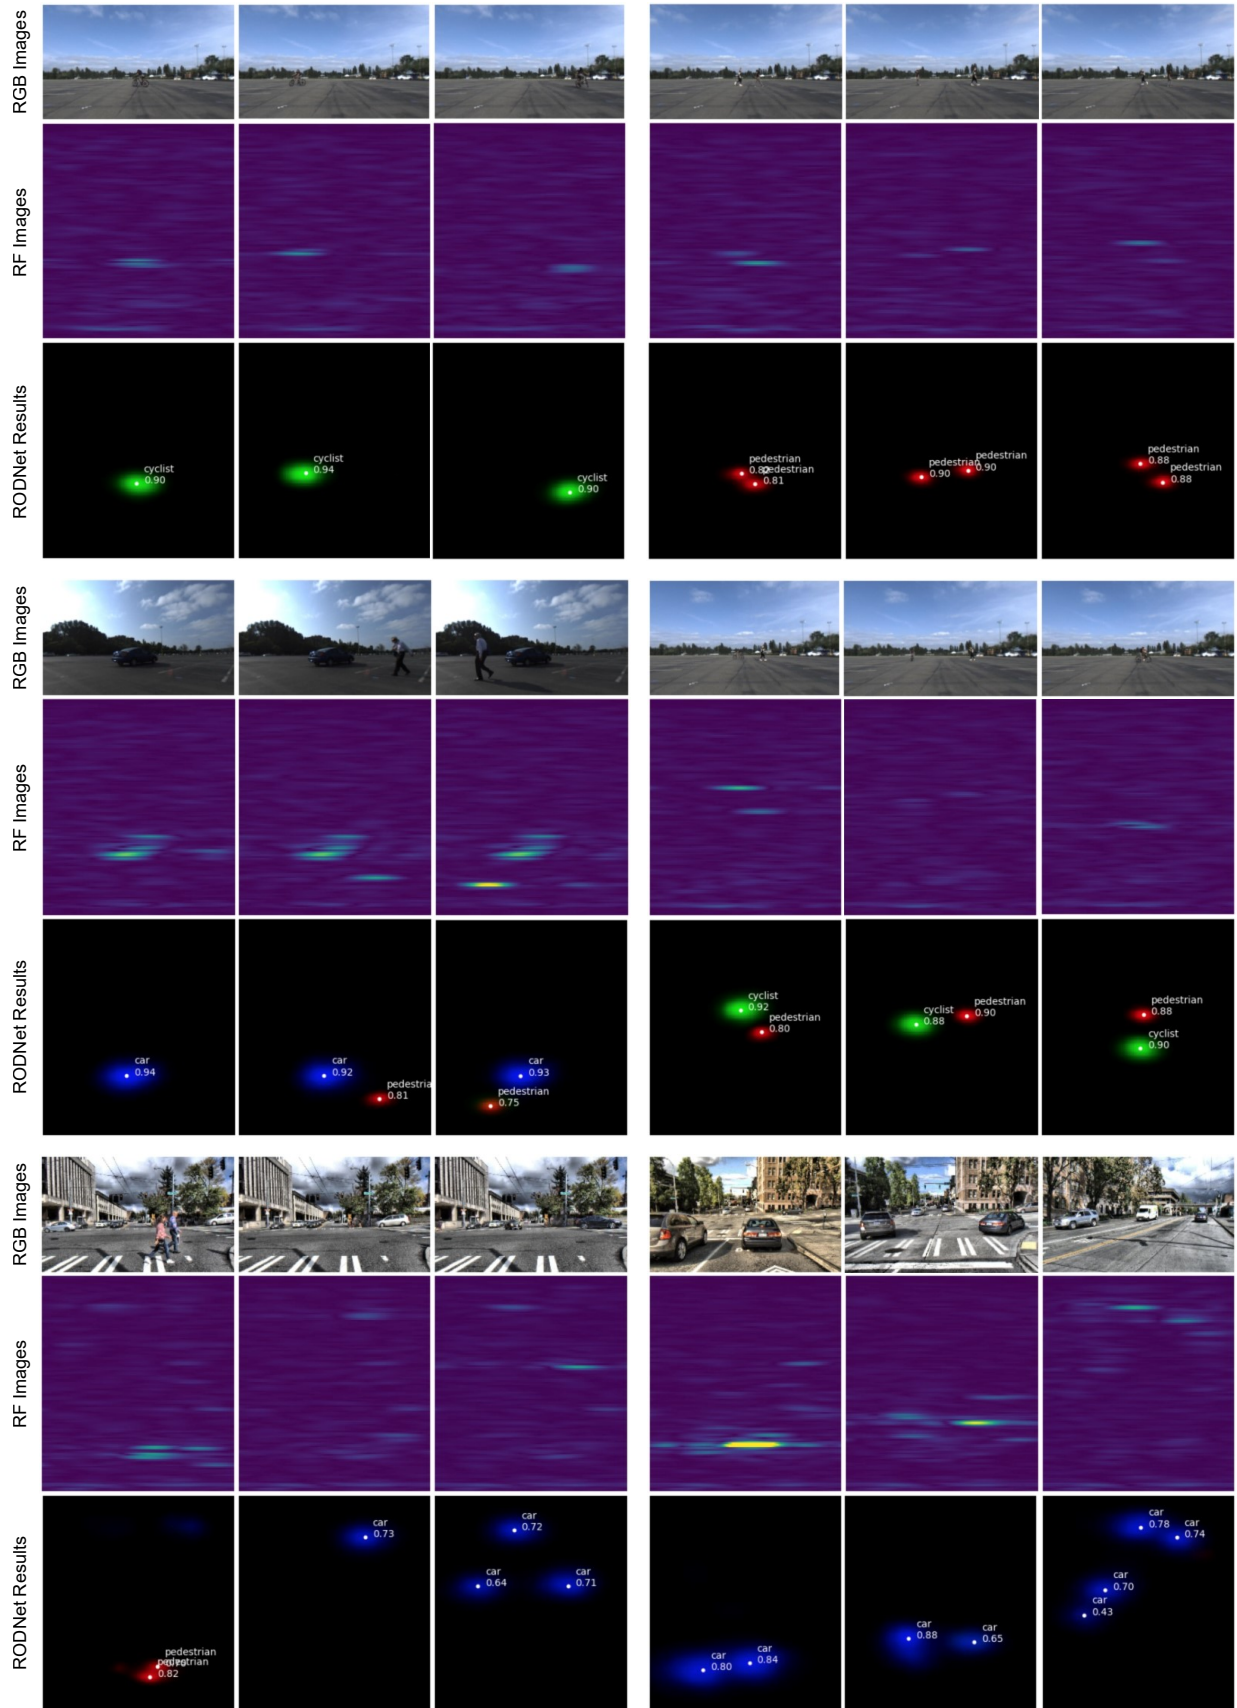 RGB Images
RF Images
RODNet Results
cyclist
0.90
cyclist
0.94
cyclist
0.90
pedestrian
pedestrian
0.81
pedestrian
0.90
pedestrian
0.90
pedestrian
0.88
pedestrian
0.88
RGB Images
RF Images
RODNet Results
car
0.94
car
0.92
pedestria
0.81
car
0.93
pedestrian
0.75
cyclist
0.92
pedestrian
0.80
cyclist
0.88
pedestrian
0.90
pedestrian
0.88
cyclist
0.90
RGB Images
RF Images
RODNet Results
pedestrian
pedestrian
0.82
car
0.73
car
0.72
car
0.64
car
0.71
car
0.80
car
0.84
car
0.88
car
0.65
car
0.78
car
0.74
car
0.70
car
0.43